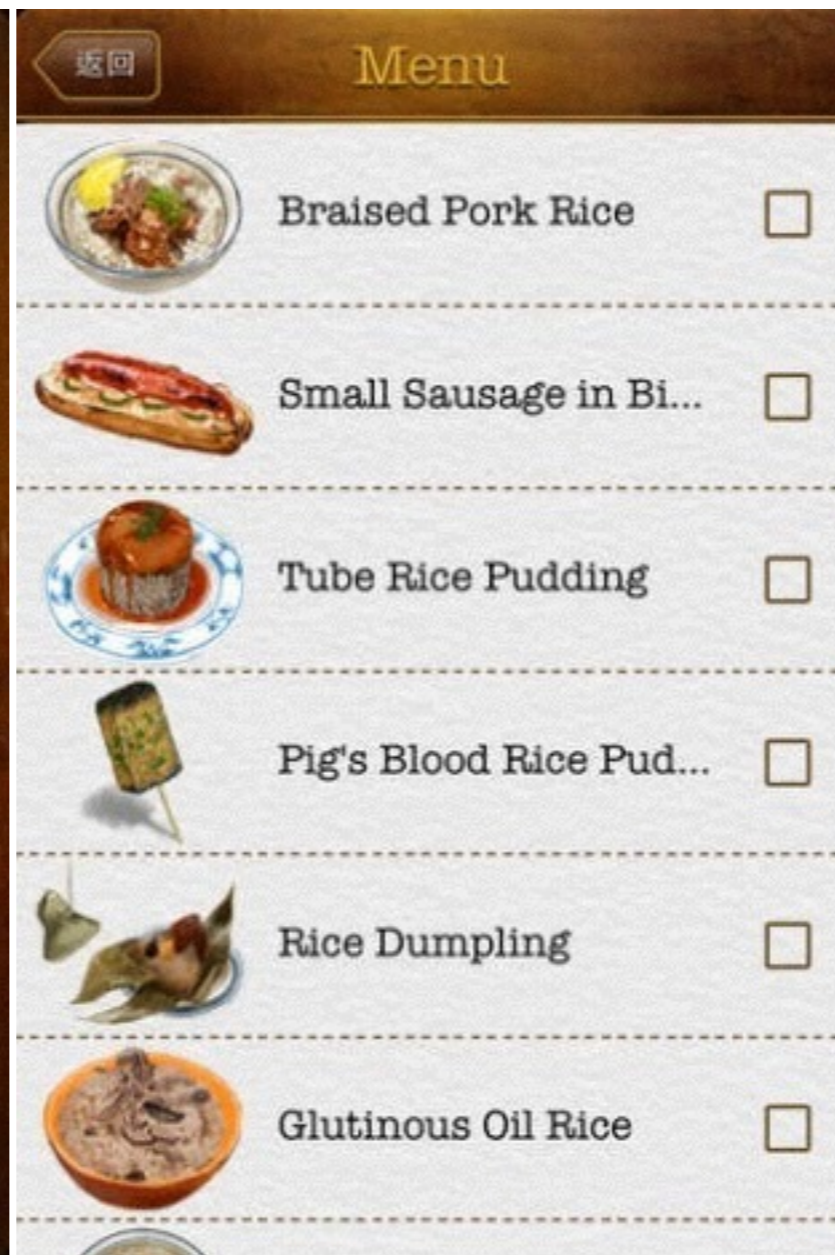 返回
Menu
Braised Pork Rice
Small Sausage in Bi...
Tube Rice Pudding
Pig's Blood Rice Pud...
Rice Dumpling
Glutinous Oil Rice